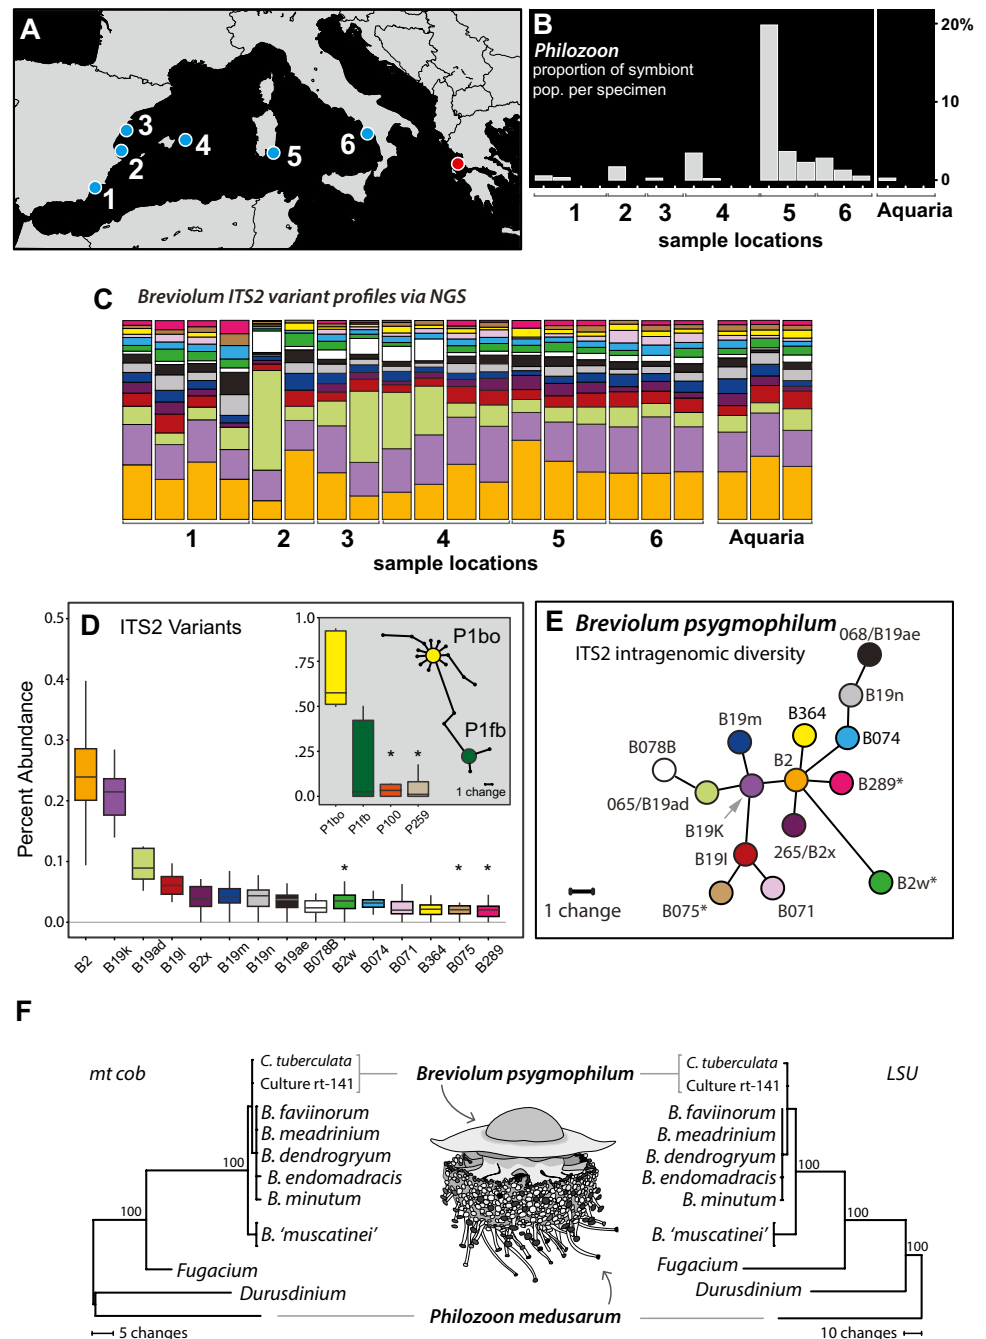 A
1
2
3
4
5
6
B
Philozoon
proportion of symbiont
pop. per specimen
20%
10
0
1 2 3 4 5 6 Aquaria
sample locations
C Breviolum ITS2 variant profiles via NGS
1 2 3 4 5 6 Aquaria
sample locations
D ITS2 Variants
Percent Abundance
0.5
0.3
0.2
0.1
0.0
B2 B19k B19ad B19l B2x B19m B19n B19ae B078B B2w B074 B071 B364 B075 B289
* * *
1.0
.75
.50
.25
0.0
P1bo P1fb P100 P259
* *
P1bo
P1fb
1 change
E Breviolum psygmophilum
ITS2 intragenomic diversity
068/B19ae
B19n
B364
B074
B19m
B2
B078B
B289*
065/B19ad
B19K
265/B2x
B19l
B2w*
B075*
B071
1 change
F
mt cob
C. tuberculata
Culture rt-141
B. faviinorum
B. meadrinium
B. dendrogryum
B. endomadracis
B. minutum
B. ‘muscatinei’
Fugacium
Durusdinium
100
100
5 changes
Breviolum psygmophilum
Philozoon medusarum
LSU
C. tuberculata
Culture rt-141
B. faviinorum
B. meadrinium
B. dendrogryum
B. endomadracis
B. minutum
B. ‘muscatinei’
Fugacium
Durusdinium
100
100
100
10 changes